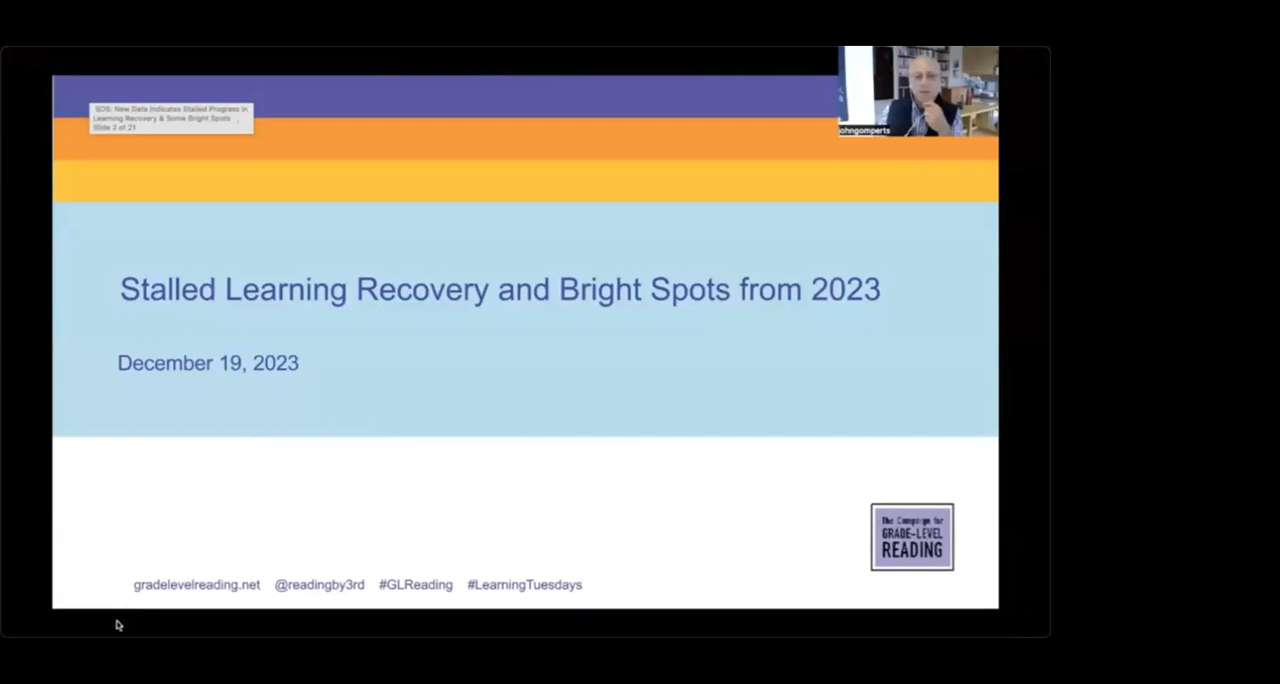 SOS: New Data Indicates Stalled Progress in
Learning Recovery & Some Bright Spots
Slide 2 of 21
johngomperts
Stalled Learning Recovery and Bright Spots from 2023
December 19, 2023
The Campaign for
GRADE-LEVEL
READING
gradelevelreading.net @readingby3rd #GLReading #LearningTuesdays